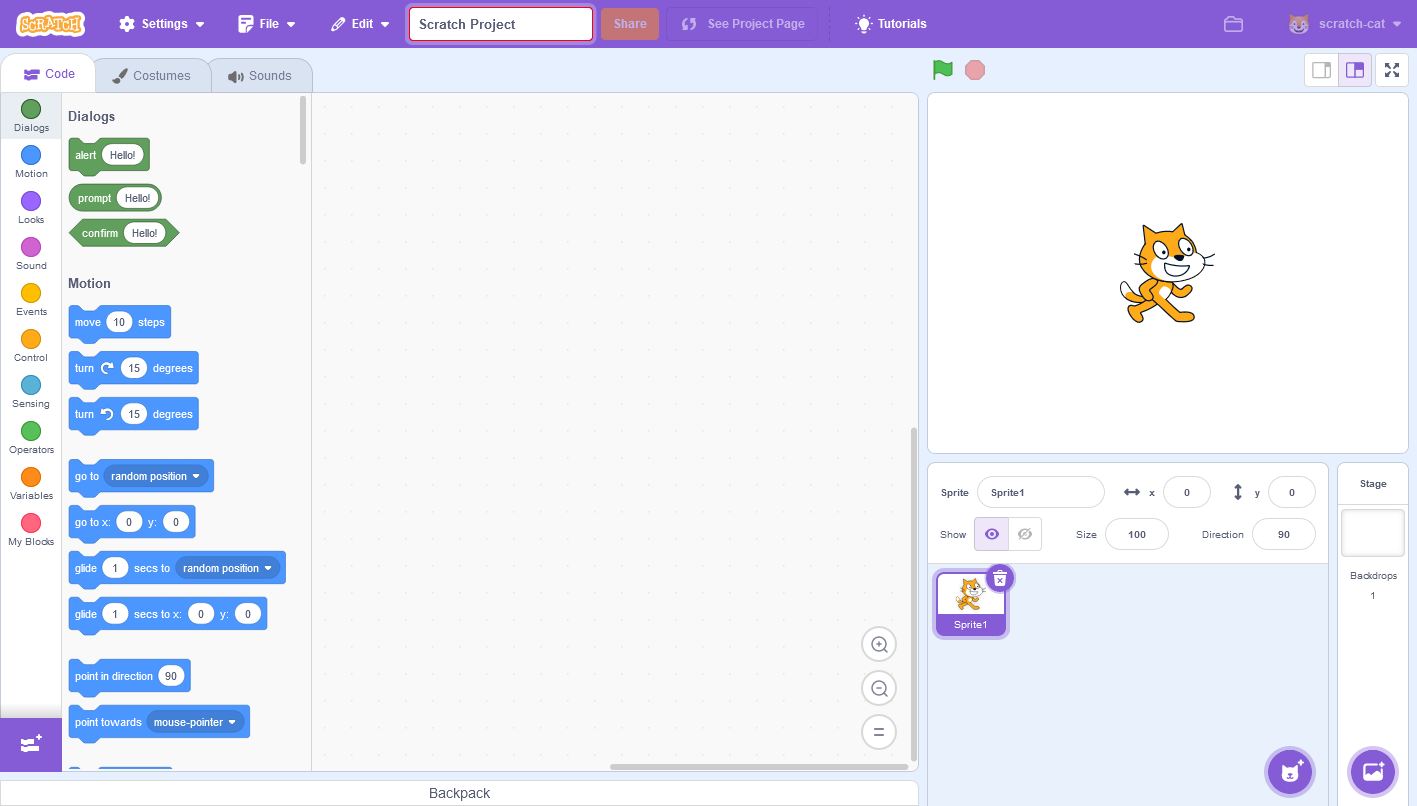 SCRATCH Settings File Edit Scratch Project Share See Project Page Tutorials scratch-cat
Code Costumes Sounds
Dialogs
Motion
Looks
Sound
Events
Control
Sensing
Operators
Variables
My Blocks
Dialogs
alert Hello!
prompt Hello!
confirm Hello!
Motion
move 10 steps
turn 15 degrees
turn 15 degrees
go to random position
go to x: 0 y: 0
glide 1 secs to random position
glide 1 secs to x: 0 y: 0
point in direction 90
point towards mouse-pointer
Backpack
Sprite Sprite1 x 0 y 0
Show Size 100 Direction 90
Sprite1
Stage
Backdrops
1